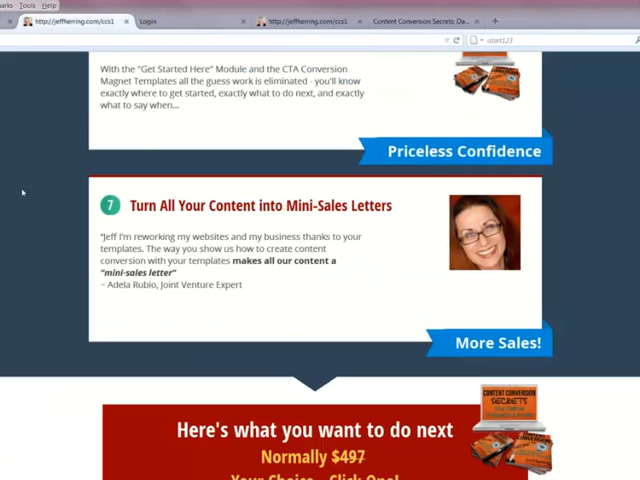 Tools Help
http://jeffherring.com/ccs1
Login
http://jeffherring.com/ccs1
Content Conversion Secrets: Da...
start123
With the "Get Started Here" Module and the CTA Conversion
Magnet Templates all the guess work is eliminated - you'll know
exactly where to get started, exactly what to do next, and exactly
what to say when...
Priceless Confidence
7 Turn All Your Content into Mini-Sales Letters
"Jeff I'm reworking my websites and my business thanks to your
templates. The way you show us how to create content
conversion with your templates makes all our content a
"mini-sales letter"
~ Adela Rubio, Joint Venture Expert
More Sales!
CONTENT CONVERSION
SECRETS
Here's what you want to do next
Normally $497
Your Choice - Click One!